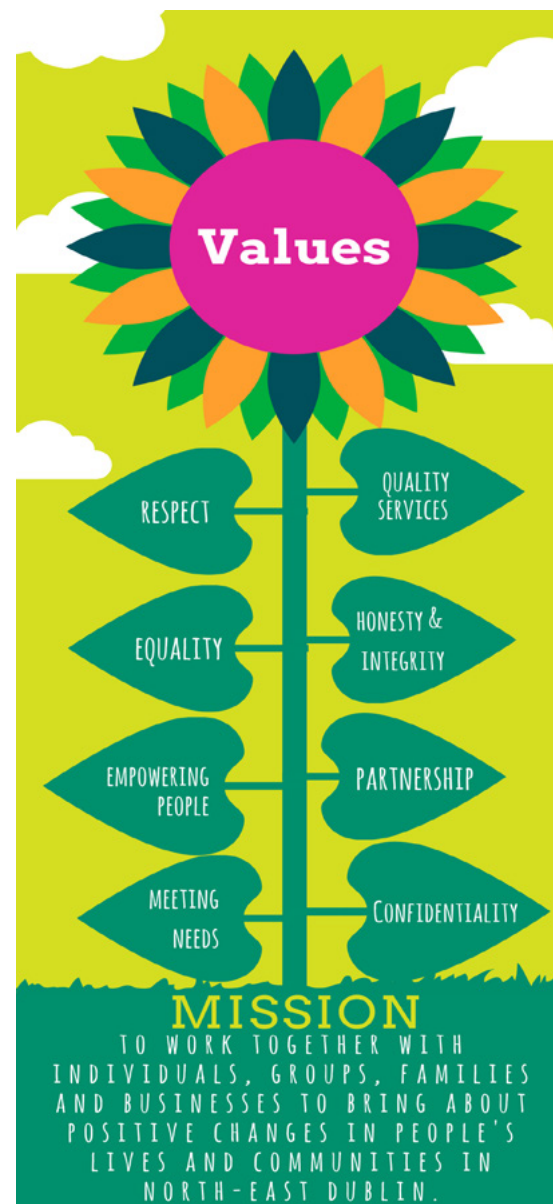 Values
RESPECT
QUALITY
SERVICES
EQUALITY
HONESTY &
INTEGRITY
EMPOWERING
PEOPLE
PARTNERSHIP
MEETING
NEEDS
CONFIDENTIALITY
MISSION
TO WORK TOGETHER WITH
INDIVIDUALS, GROUPS, FAMILIES
AND BUSINESSES TO BRING ABOUT
POSITIVE CHANGES IN PEOPLE'S
LIVES AND COMMUNITIES IN
NORTH-EAST DUBLIN.